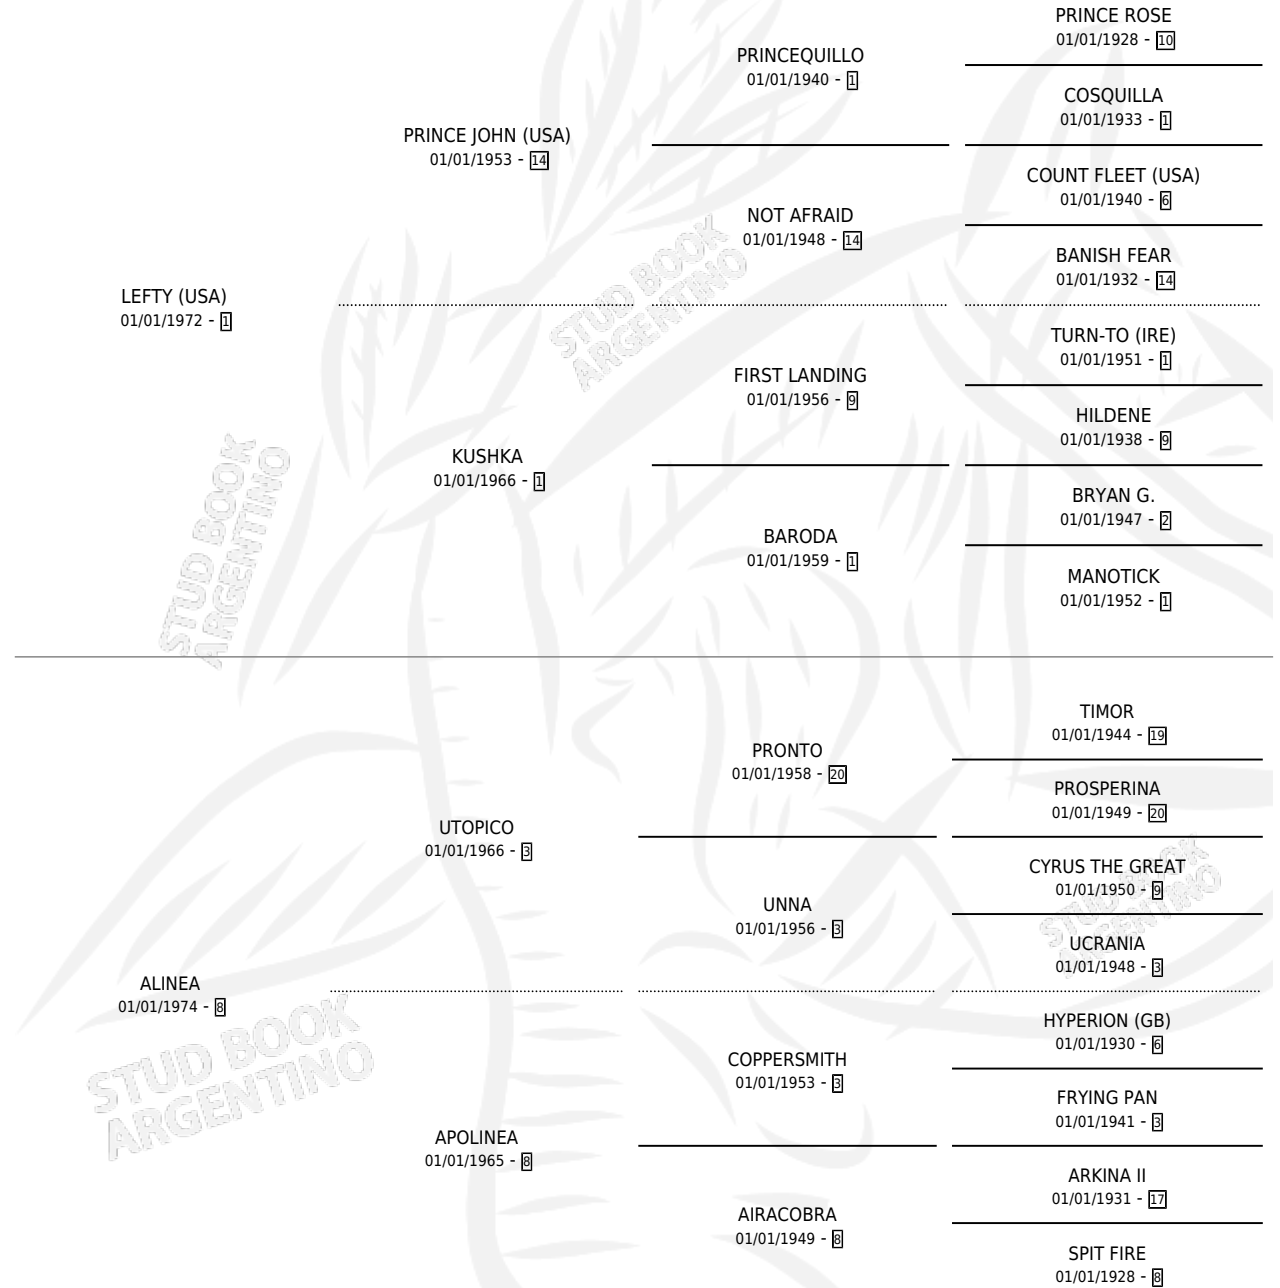 PRINCE ROSE
01/01/1928 - 10
PRINCEQUILLO
01/01/1940 - 1
COSQUILLA
01/01/1933 - 1
PRINCE JOHN (USA)
01/01/1953 - 14
COUNT FLEET (USA)
01/01/1940 - 6
NOT AFRAID
01/01/1948 - 14
BANISH FEAR
01/01/1932 - 14
LEFTY (USA)
01/01/1972 - 1
STUD BOOK
ARGENTINO
TURN-TO (IRE)
01/01/1951 - 1
FIRST LANDING
01/01/1956 - 9
HILDENE
01/01/1938 - 9
KUSHKA
01/01/1966 - 1
BRYAN G.
01/01/1947 - 2
BARODA
01/01/1959 - 1
MANOTICK
01/01/1952 - 1
STUD BOOK
ARGENTINO
TIMOR
01/01/1944 - 19
PRONTO
01/01/1958 - 20
PROSPERINA
01/01/1949 - 20
UTOPICO
01/01/1966 - 3
CYRUS THE GREAT
01/01/1950 - 9
UNNA
01/01/1956 - 3
UCRANIA
01/01/1948 - 3
STUD BOOK
ARGENTINO
ALINEA
01/01/1974 - 8
HYPERION (GB)
01/01/1930 - 6
COPPERSMITH
01/01/1953 - 3
FRYING PAN
01/01/1941 - 3
STUD BOOK
ARGENTINO
APOLINEA
01/01/1965 - 8
ARKINA II
01/01/1931 - 17
AIRACOBRA
01/01/1949 - 8
SPIT FIRE
01/01/1928 - 8